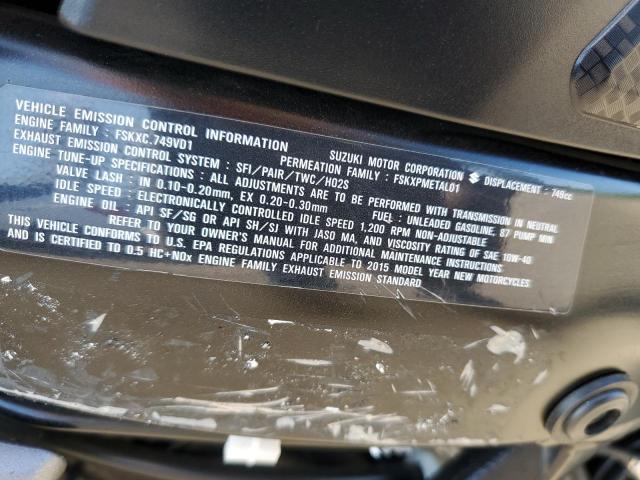 VEHICLE EMISSION CONTROL INFORMATION SUZUKI MOTOR CORPORATION
ENGINE FAMILY : FSKXC.749VD1 PERMEATION FAMILY : FSKXPMETAL01 DISPLACEMENT : 749cc
EXHAUST EMISSION CONTROL SYSTEM : SFI/PAIR/TWC/HO2S
ENGINE TUNE-UP SPECIFICATIONS : ALL ADJUSTMENTS ARE TO BE PERFORMED WITH TRANSMISSION IN NEUTRAL
VALVE LASH : IN 0.10-0.20mm, EX 0.20-0.30mm FUEL : UNLEADED GASOLINE, 87 PUMP MIN
IDLE SPEED : ELECTRONICALLY CONTROLLED IDLE SPEED 1,200 RPM NON-ADJUSTABLE
ENGINE OIL : API SF/SG OR API SH/SJ WITH JASO MA, AND VISCOSITY RATING OF SAE 10W-40
REFER TO OWNER'S MANUAL FOR ADDITIONAL MAINTENANCE INSTRUCTIONS
THIS VEHICLE CONFORMS TO U.S. EPA REGULATIONS APPLICABLE TO 2015 MODEL YEAR NEW MOTORCYCLES
AND IS CERTIFIED TO 0.5 HC+NOx ENGINE FAMILY EXHAUST EMISSION STANDARD